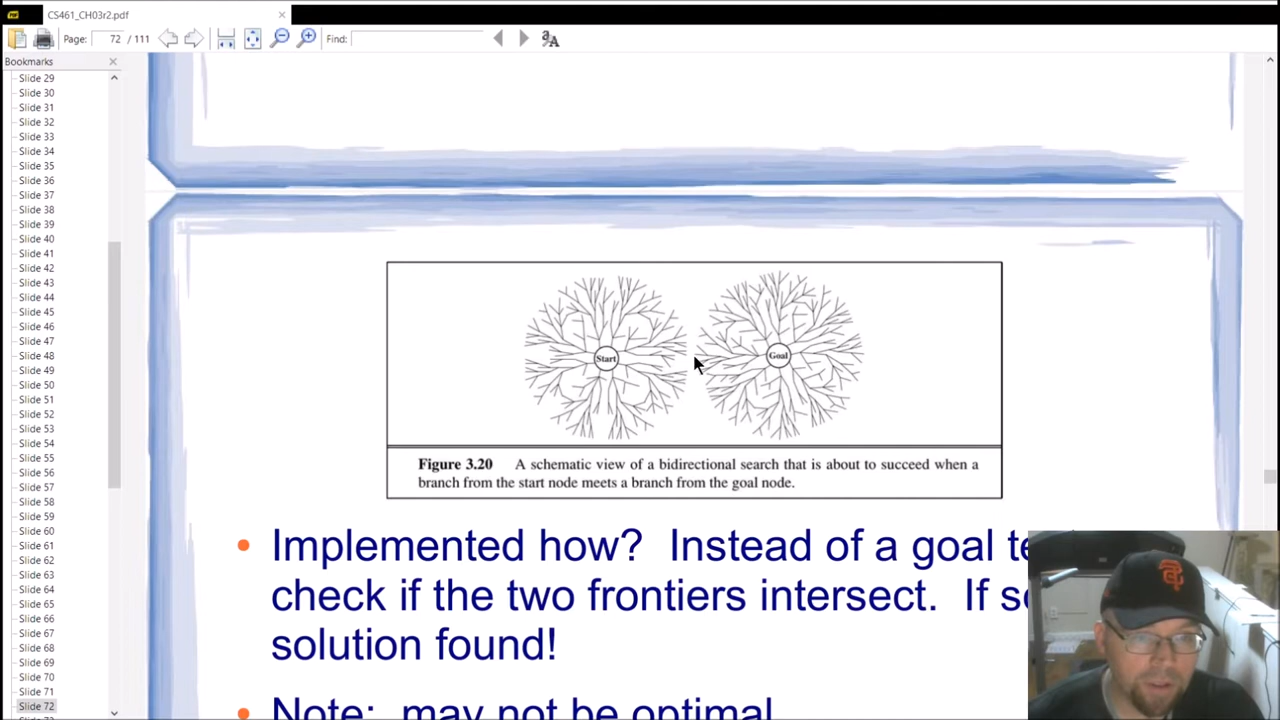 CS461_CH03r2.pdf
Page: 72 / 111 Find:
Bookmarks
Slide 29
Slide 30
Slide 31
Slide 32
Slide 33
Slide 34
Slide 35
Slide 36
Slide 37
Slide 38
Slide 39
Slide 40
Slide 41
Slide 42
Slide 43
Slide 44
Slide 45
Slide 46
Slide 47
Slide 48
Slide 49
Slide 50
Slide 51
Slide 52
Slide 53
Slide 54
Slide 55
Slide 56
Slide 57
Slide 58
Slide 59
Slide 60
Slide 61
Slide 62
Slide 63
Slide 64
Slide 65
Slide 66
Slide 67
Slide 68
Slide 69
Slide 70
Slide 71
Slide 72
Start Goal
Figure 3.20 A schematic view of a bidirectional search that is about to succeed when a
branch from the start node meets a branch from the goal node.
• Implemented how? Instead of a goal
check if the two frontiers intersect. If
solution found!
• Note: may not be optimal
SF